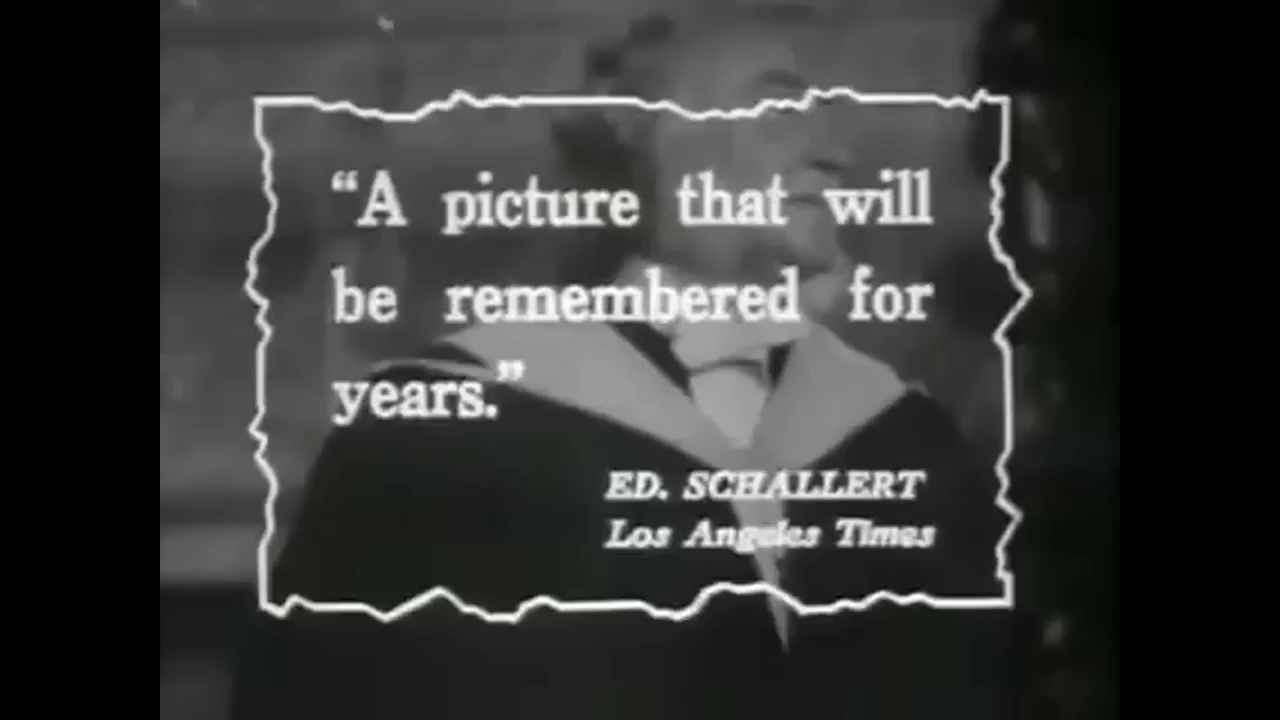 “A picture that will
be remembered for
years.”
ED. SCHALLERT
Los Angeles Times